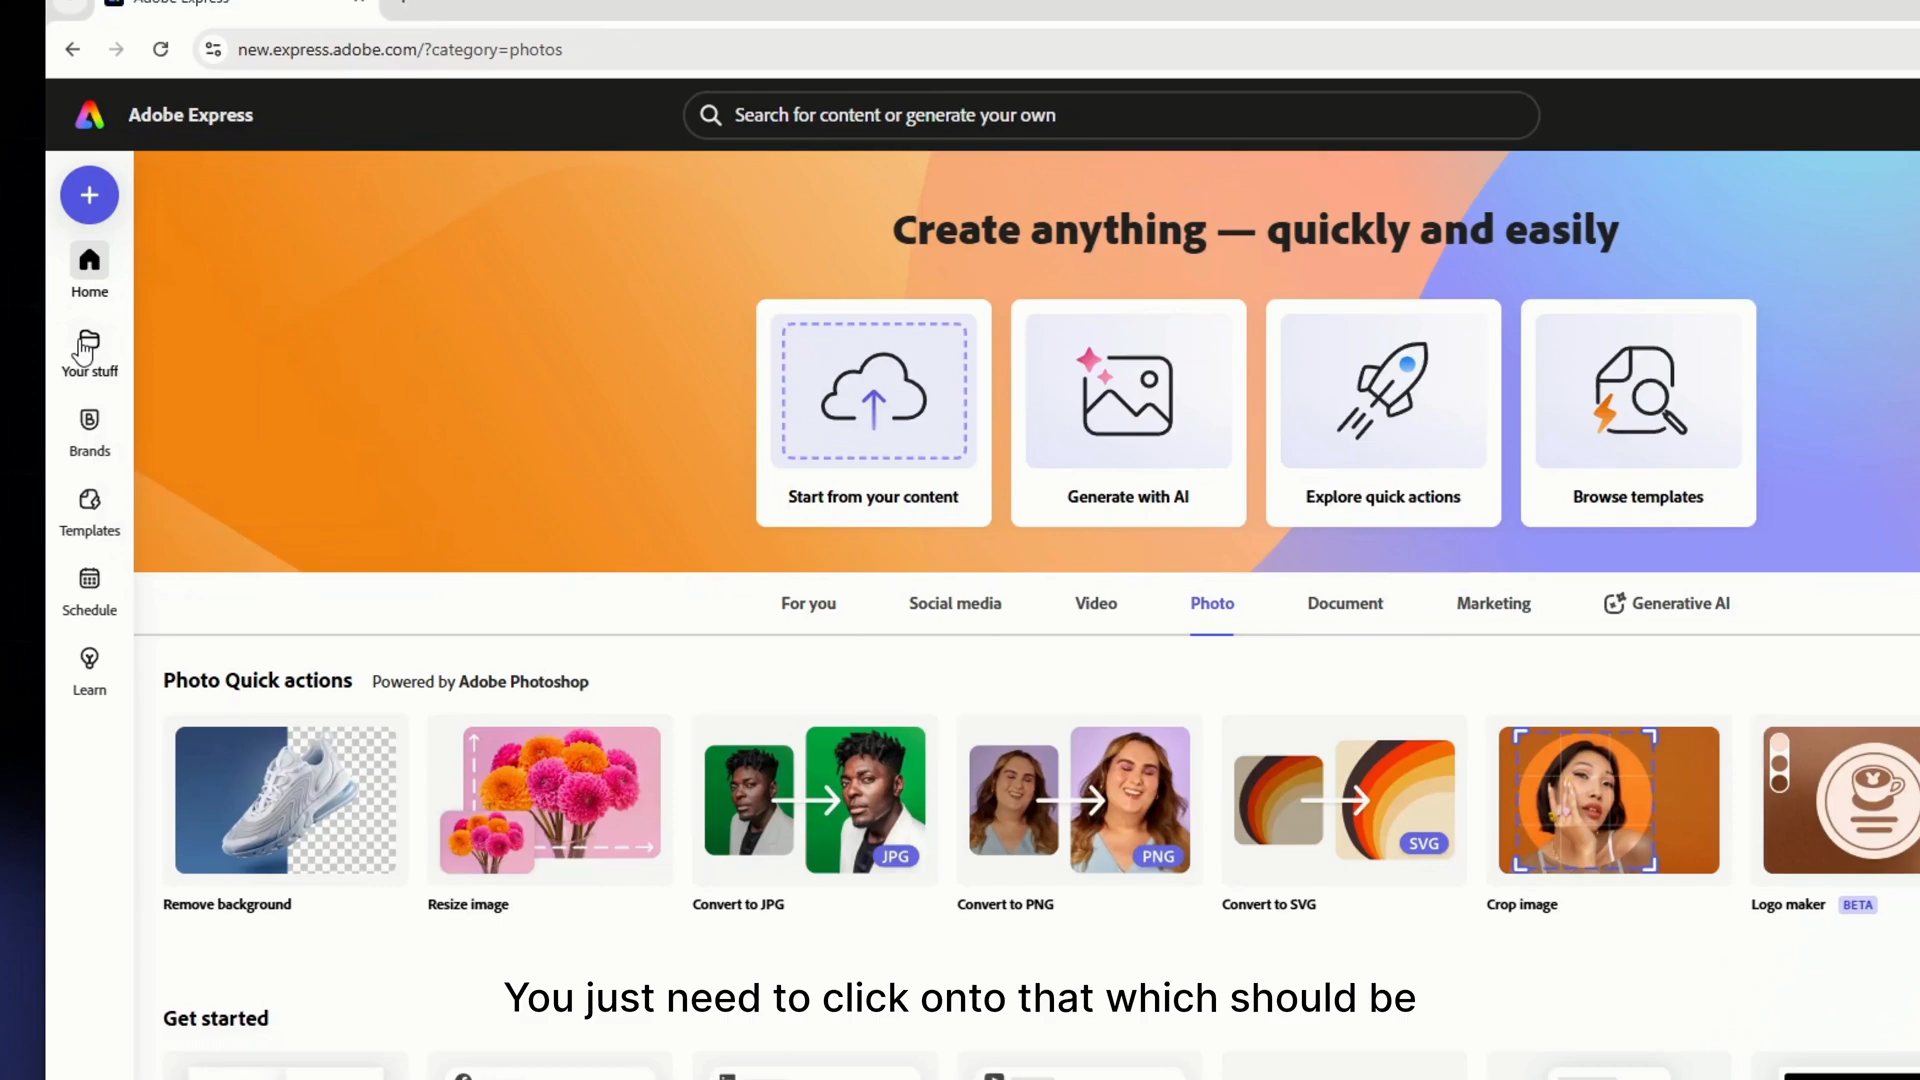 Adobe Express
new.express.adobe.com/?category=photos
Adobe Express
Search for content or generate your own
Home
Your stuff
Brands
Templates
Schedule
Learn
Create anything — quickly and easily
Start from your content
Generate with AI
Explore quick actions
Browse templates
For you
Social media
Video
Photo
Document
Marketing
Generative AI
Photo Quick actions
Powered by Adobe Photoshop
JPG
PNG
SVG
Remove background
Resize image
Convert to JPG
Convert to PNG
Convert to SVG
Crop image
Logo maker BETA
You just need to click onto that which should be
Get started